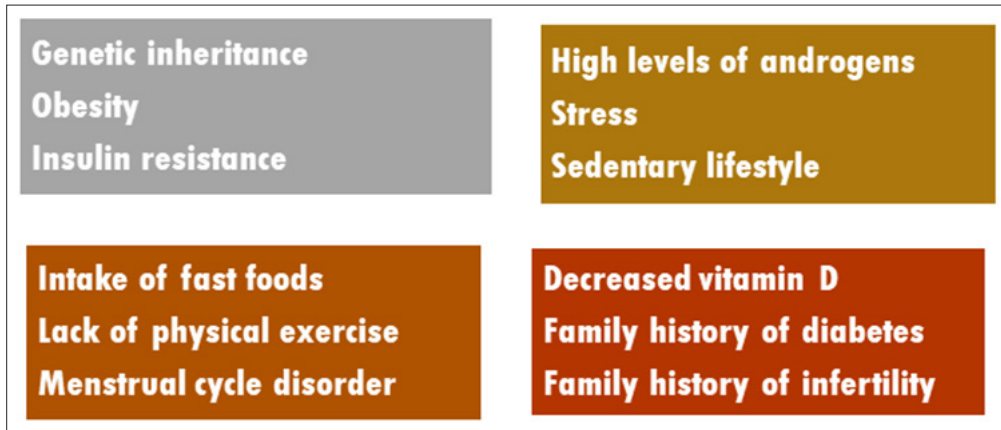 Genetic inheritance
Obesity
Insulin resistance
High levels of androgens
Stress
Sedentary lifestyle
Intake of fast foods
Lack of physical exercise
Menstrual cycle disorder
Decreased vitamin D
Family history of diabetes
Family history of infertility